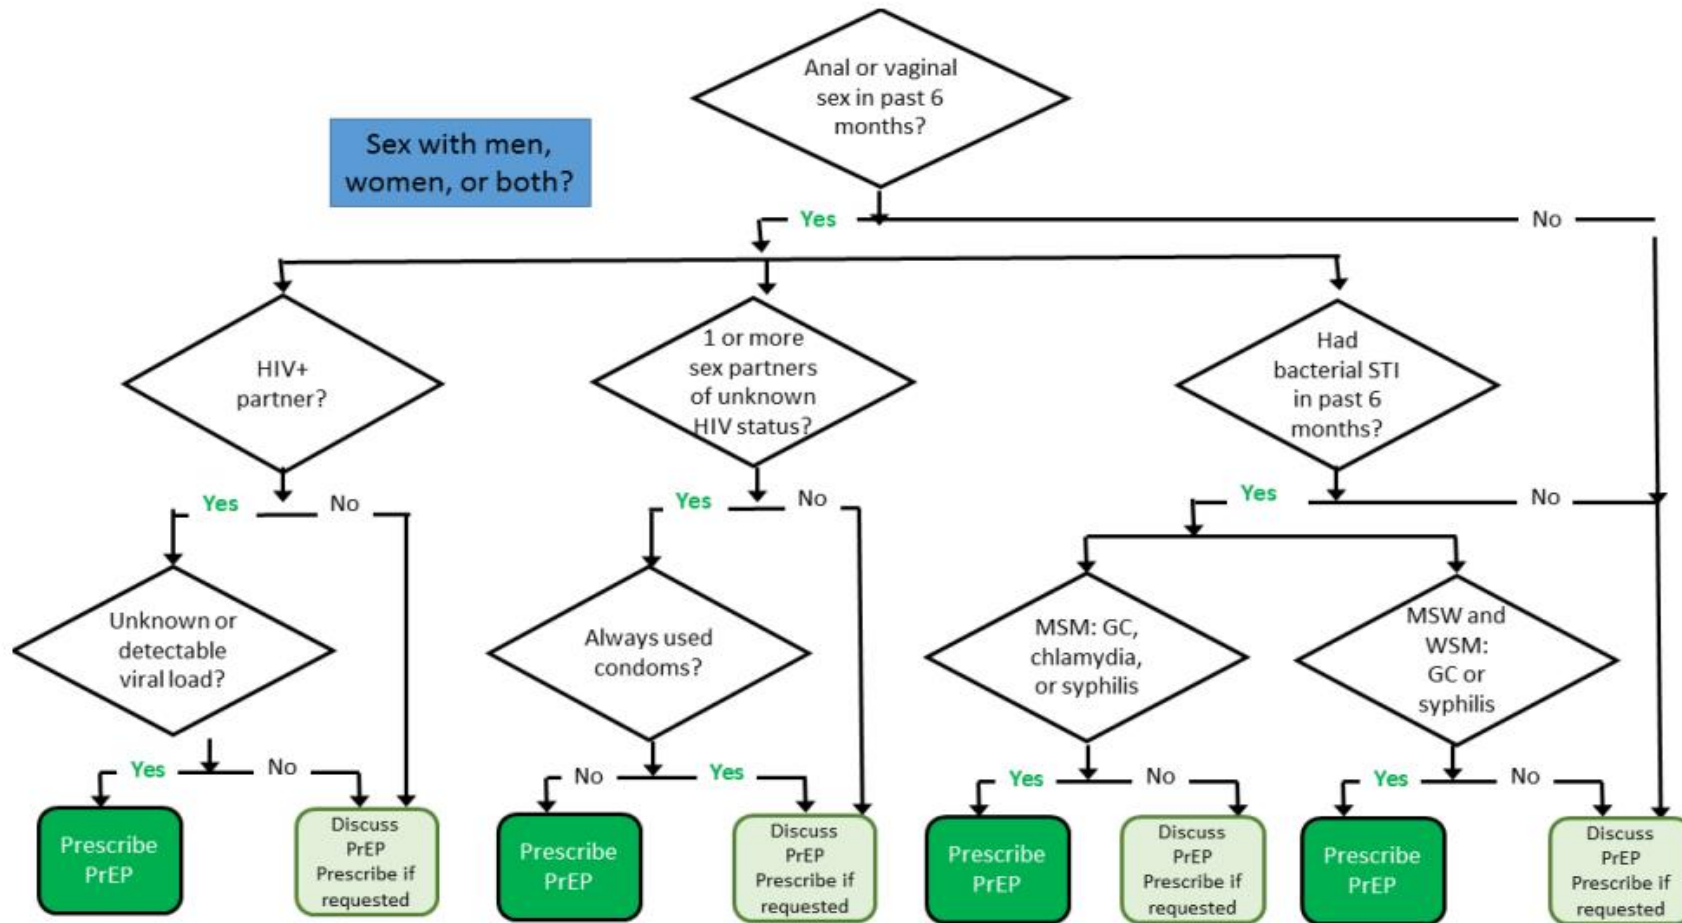 Anal or vaginal
sex in past 6
months?
Sex with men,
women, or both?
Yes
No
HIV+
partner?
1 or more
sex partners
of unknown
HIV status?
Had
bacterial STI
in past 6
months?
Yes
No
Yes
No
Yes
No
Unknown or
detectable
viral load?
Always used
condoms?
MSM: GC,
chlamydia,
or syphilis
MSW and
WSM:
GC or
syphilis
Yes
No
No
Yes
Yes
No
Yes
No
Prescribe
PrEP
Discuss
PrEP
Prescribe if
requested
Prescribe
PrEP
Discuss
PrEP
Prescribe if
requested
Prescribe
PrEP
Discuss
PrEP
Prescribe if
requested
Prescribe
PrEP
Discuss
PrEP
Prescribe if
requested